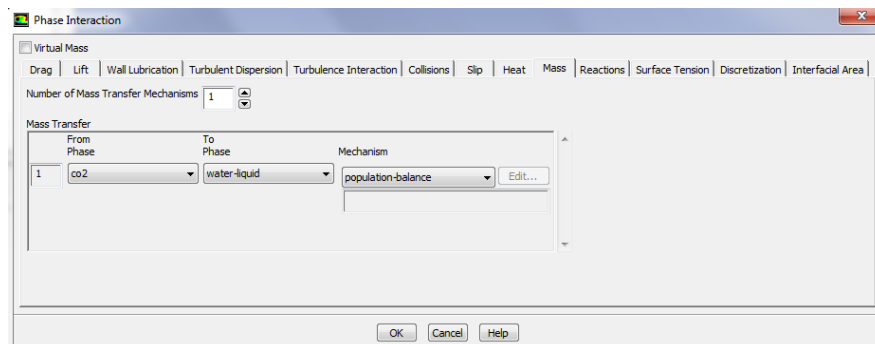 Phase Interaction
Virtual Mass
Drag Lift Wall Lubrication Turbulent Dispersion Turbulence Interaction Collisions Slip Heat Mass Reactions Surface Tension Discretization Interfacial Area
Number of Mass Transfer Mechanisms 1
Mass Transfer
From To
Phase Phase Mechanism
1 co2 water-liquid population-balance Edit...
OK Cancel Help